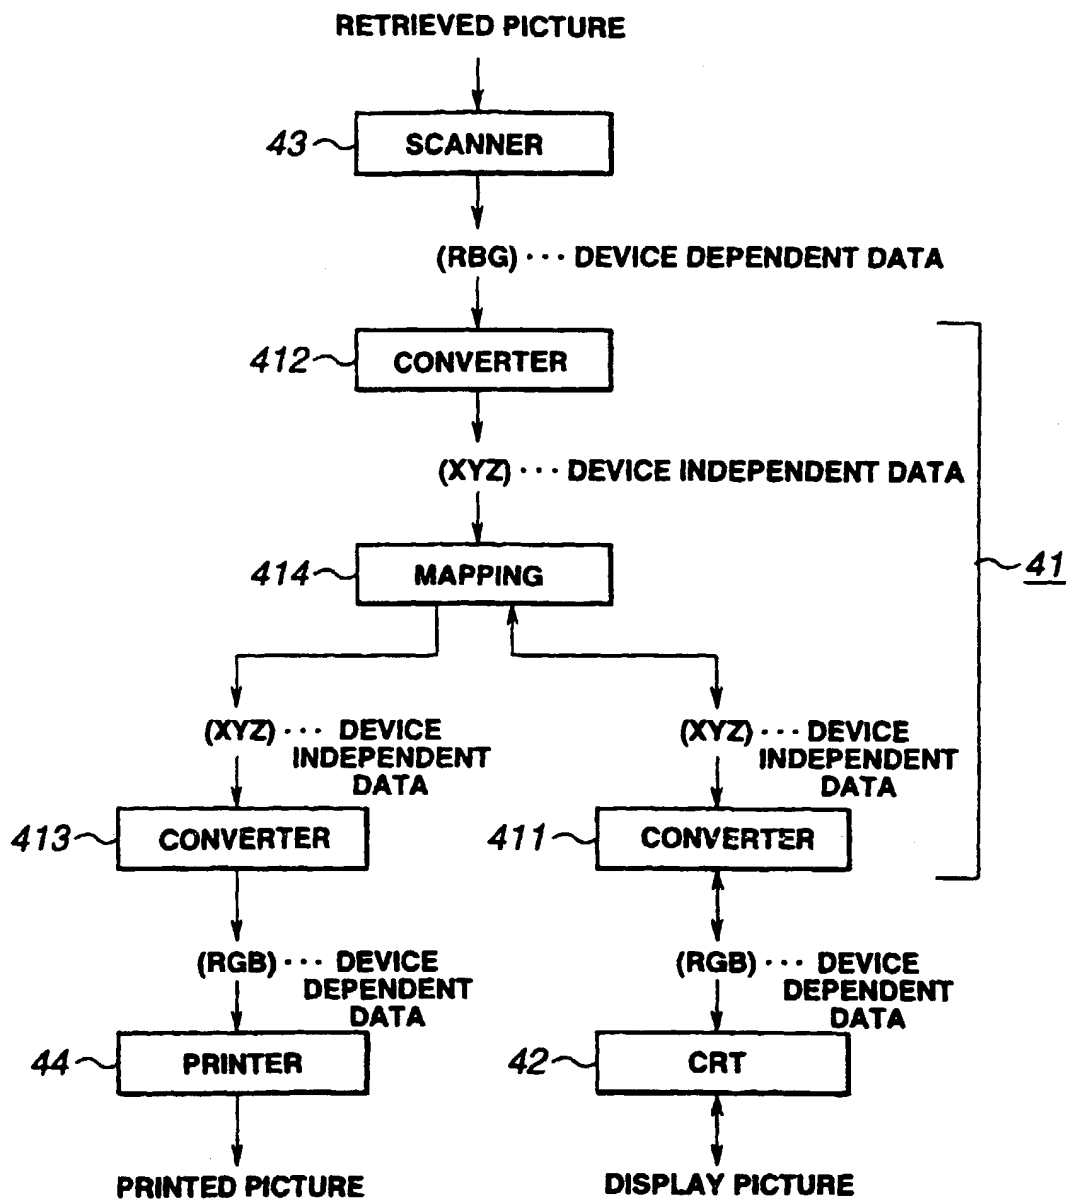 RETRIEVED PICTURE
43 SCANNER
(RBG) ··· DEVICE DEPENDENT DATA
412 CONVERTER
(XYZ) ··· DEVICE INDEPENDENT DATA
414 MAPPING
41
(XYZ) ··· DEVICE
INDEPENDENT
DATA
(XYZ) ··· DEVICE
INDEPENDENT
DATA
413 CONVERTER
411 CONVERTER
(RGB) ··· DEVICE
DEPENDENT
DATA
(RGB) ··· DEVICE
DEPENDENT
DATA
44 PRINTER
42 CRT
PRINTED PICTURE
DISPLAY PICTURE